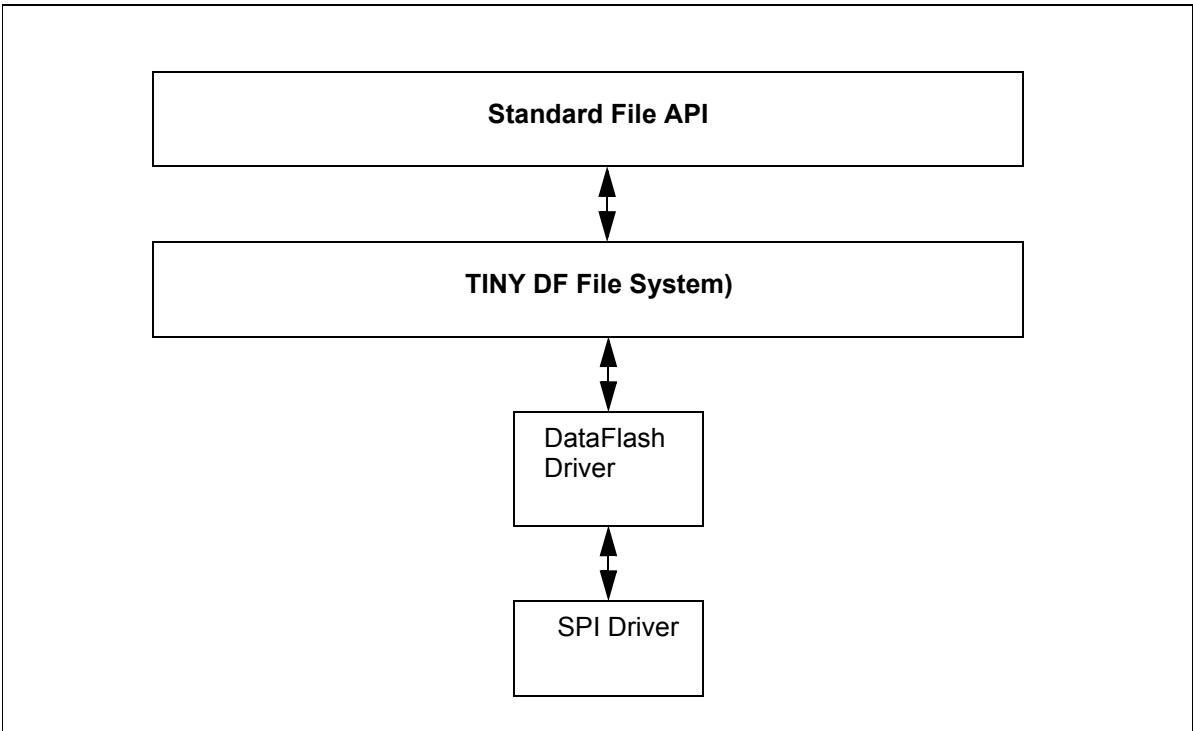 Standard File API
TINY DF File System)
DataFlash
Driver
SPI Driver